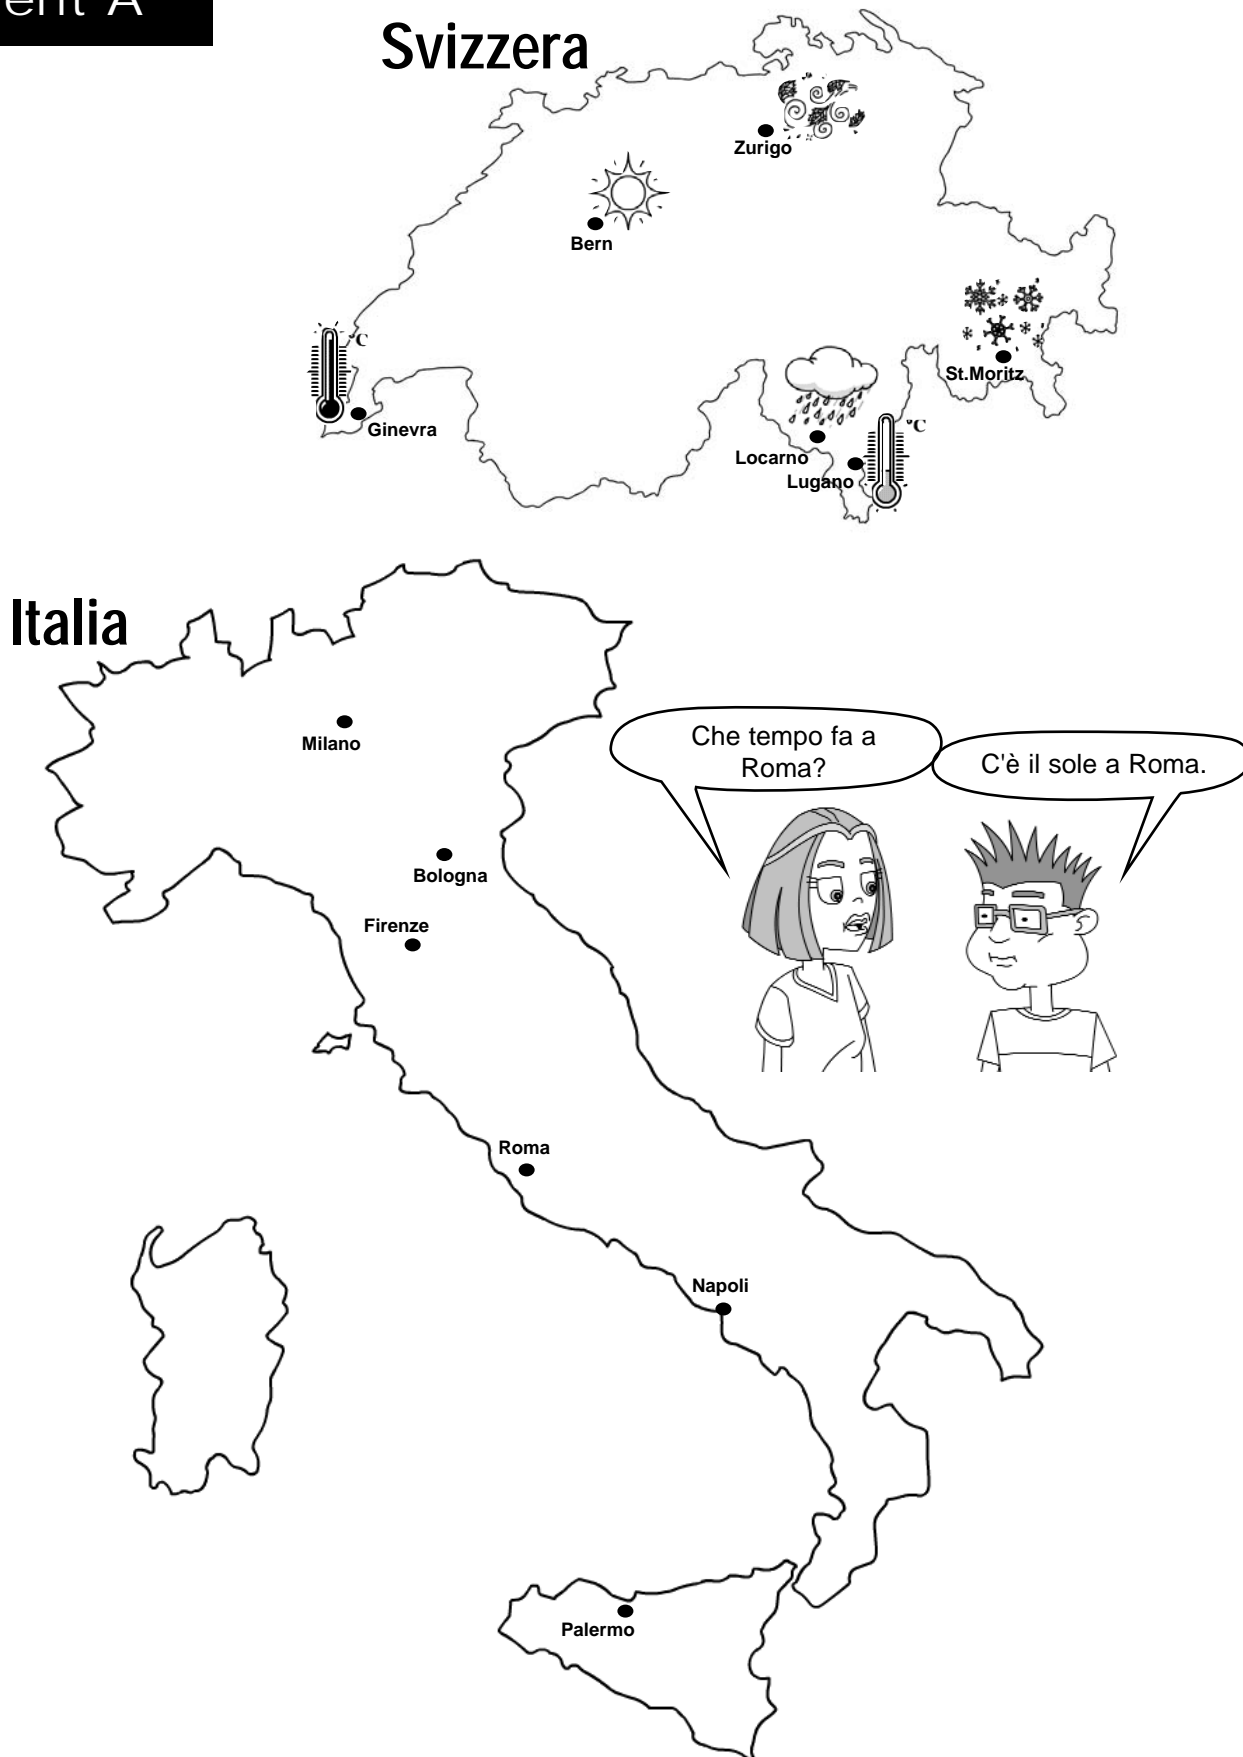 ent A
Svizzera
Zurigo
Bern
°C
St.Moritz
Ginevra
°C
Locarno
Lugano
Italia
Milano
Che tempo fa a
Roma?
C'è il sole a Roma.
Bologna
Firenze
Roma
Napoli
Palermo